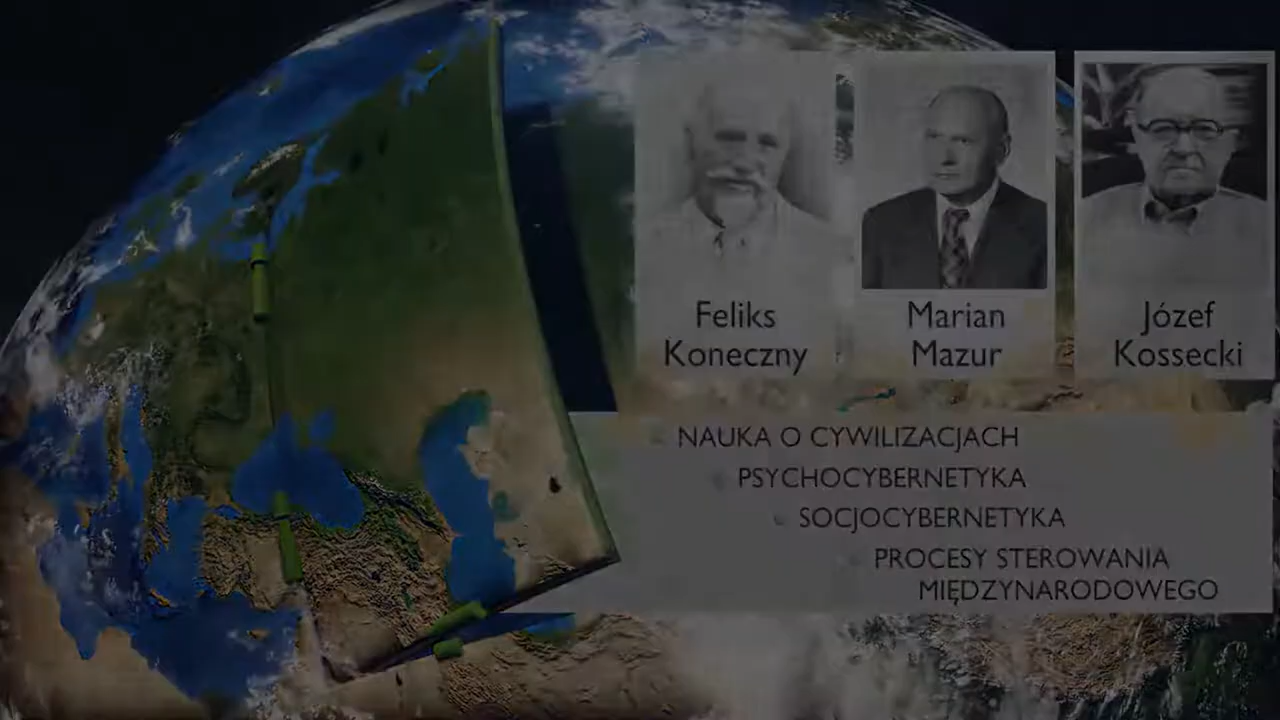 Feliks
Koneczny
Marian
Mazur
Józef
Kossecki
NAUKA O CYWILIZACJACH
PSYCHOCYBERNETYKA
SOCJOCYBERNETYKA
PROCESY STEROWANIA
MIĘDZYNARODOWEGO